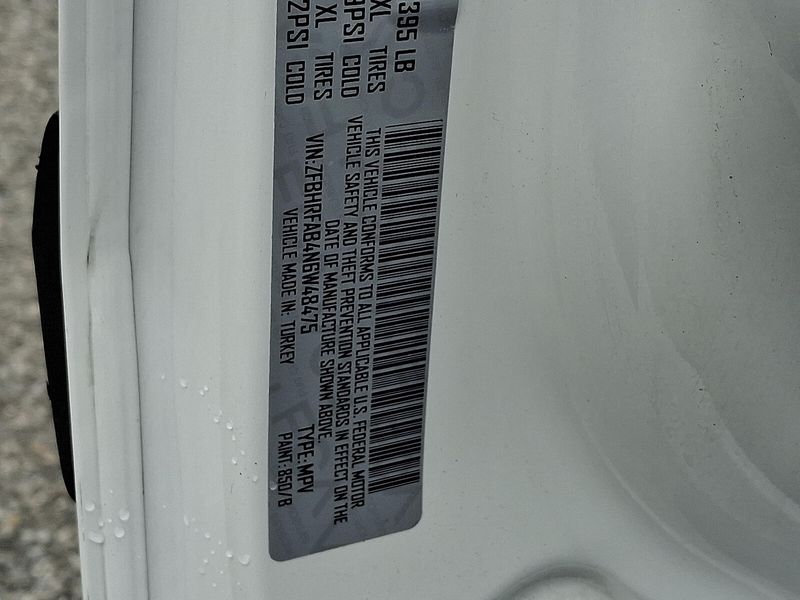 395 LB
XL TIRES
9PSI COLD
XL TIRES
2PSI COLD
THIS VEHICLE CONFORMS TO ALL APPLICABLE U.S. FEDERAL MOTOR
VEHICLE SAFETY AND THEFT PREVENTION STANDARDS IN EFFECT ON THE
DATE OF MANUFACTURE SHOWN ABOVE.
VIN:ZFBHRFAB4N6W48475 TYPE:MPV
VEHICLE MADE IN: TURKEY PAINT:850/B